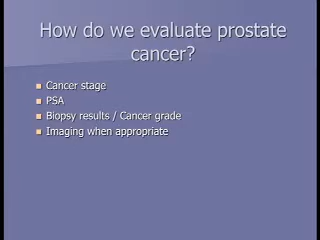 How do we evaluate prostate
cancer?
Cancer stage
PSA
Biopsy results / Cancer grade
Imaging when appropriate